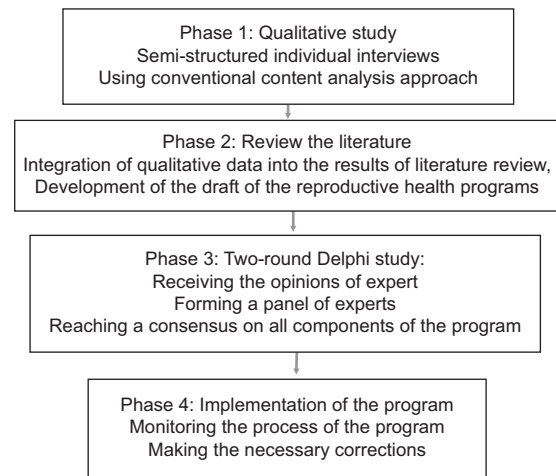 Phase 1: Qualitative study
Semi-structured individual interviews
Using conventional content analysis approach
Phase 2: Review the literature
Integration of qualitative data into the results of literature review,
Development of the draft of the reproductive health programs
Phase 3: Two-round Delphi study:
Receiving the opinions of expert
Forming a panel of experts
Reaching a consensus on all components of the program
Phase 4: Implementation of the program
Monitoring the process of the program
Making the necessary corrections